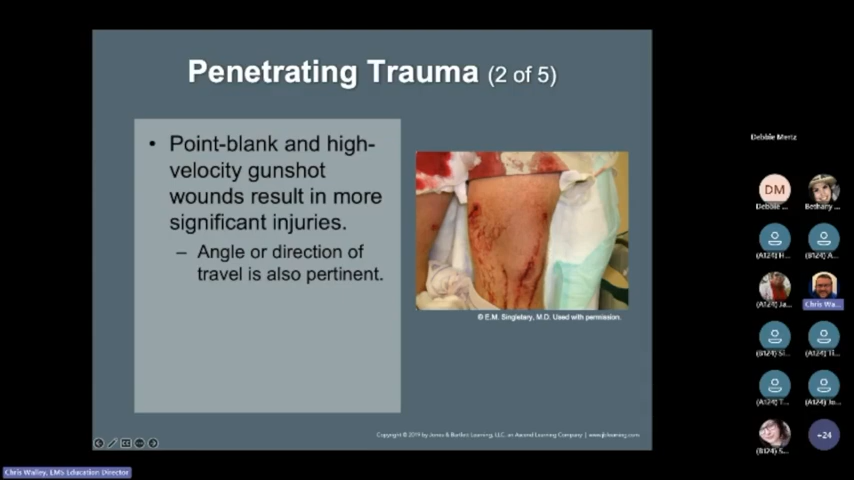 Penetrating Trauma (2 of 5)
• Point-blank and high-
velocity gunshot
wounds result in more
significant injuries.
– Angle or direction of
travel is also pertinent.
© E.M. Singletary, M.D. Used with permission.
Copyright © 2019 by Jones & Bartlett Learning, LLC, an Ascend Learning Company | www.jblearning.com
Debbie Mertz
DM
Debbie ...
Bethany ...
(A124) H...
(B124) A...
(A124) Ja...
Chris Wa...
(B124) Si...
(A124) Ti...
(A124) T...
(A124) Jo...
(B124) S...
+24
Chris Walley, EMS Education Director